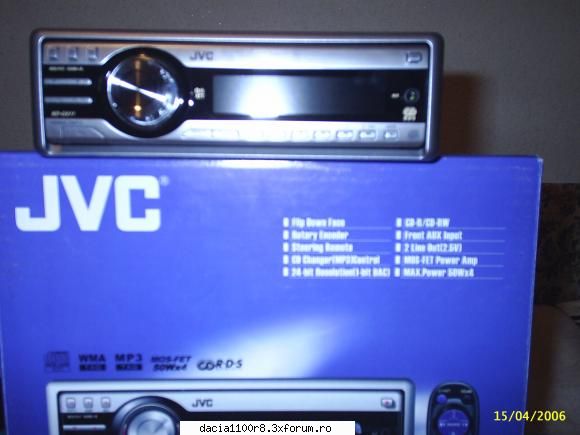 JVC
JVC®
Flip Down Face
Rotary Encoder
Steering Remote
CD Changer(MP3)Control
24-bit Resolution(1-bit DAC)
CD-R/CD-RW
Front AUX Input
2 Line Out(2.5V)
MOS-FET Power Amp
MAX.Power 50Wx4
WMA TAG
MP3 TAG
MOS-FET
50Wx4
R·D·S
JVC
15/04/2006
dacia1100r8.3xforum.ro